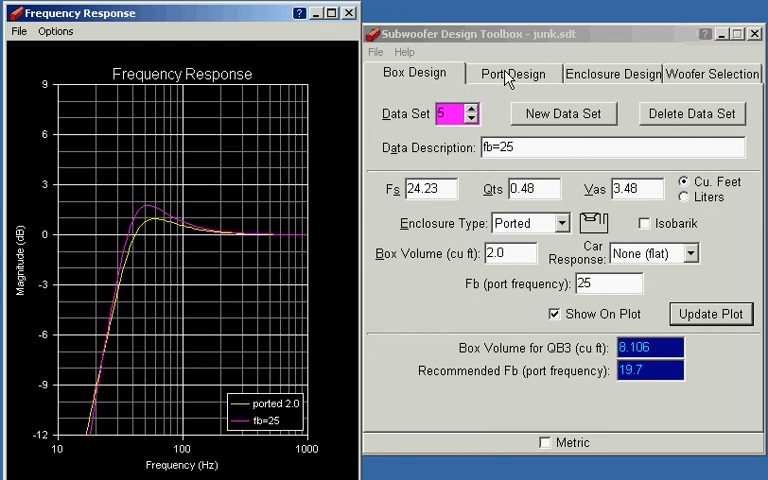 Frequency Response
File Options
Frequency Response
9
6
3
0
-3
-6
-9
-12
Magnitude (dB)
10 100 1000
Frequency (Hz)
ported 2.0
fb=25
Subwoofer Design Toolbox - junk.sdt
File Help
Box Design Port Design Enclosure Design Woofer Selection
Data Set 5 New Data Set Delete Data Set
Data Description: fb=25
Fs 24.23 Qts 0.48 Vas 3.48 Cu. Feet
Liters
Enclosure Type: Ported Isobarik
Box Volume (cu ft): 2.0 Car Response: None (flat)
Fb (port frequency): 25
Show On Plot Update Plot
Box Volume for QB3 (cu ft): 8.106
Recommended Fb (port frequency): 19.7
Metric